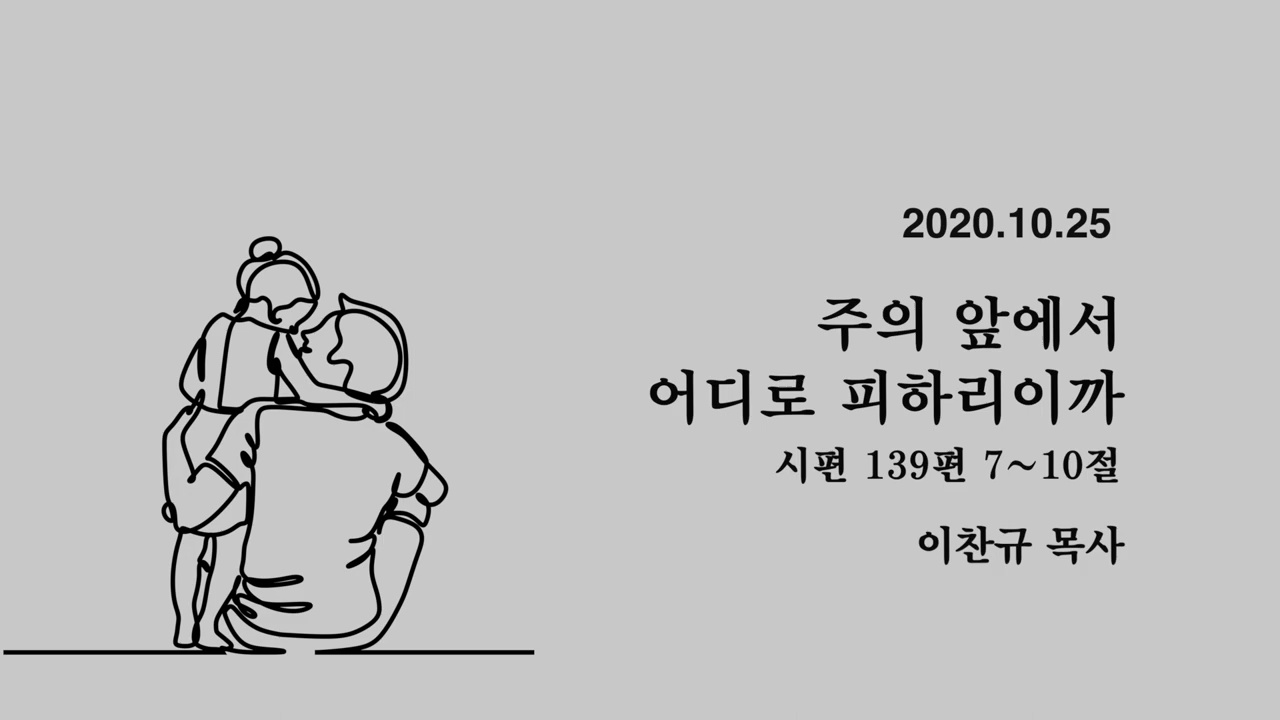 2020.10.25
주의 앞에서
어디로 피하리이까
시편 139편 7~10절
이찬규 목사